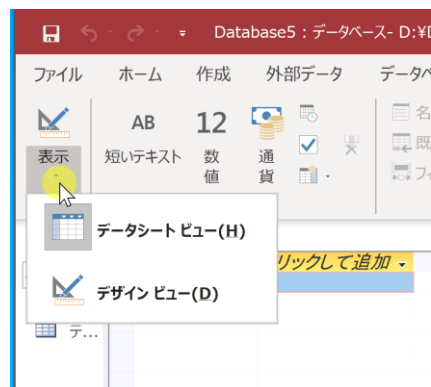 Database5 : データベース- D:¥
ファイル ホーム 作成 外部データ データベ
表示
AB
短いテキスト
12
数値
通貨
名
既
フィ
データシート ビュー(H)
デザイン ビュー(D)
リックして追加
テ...